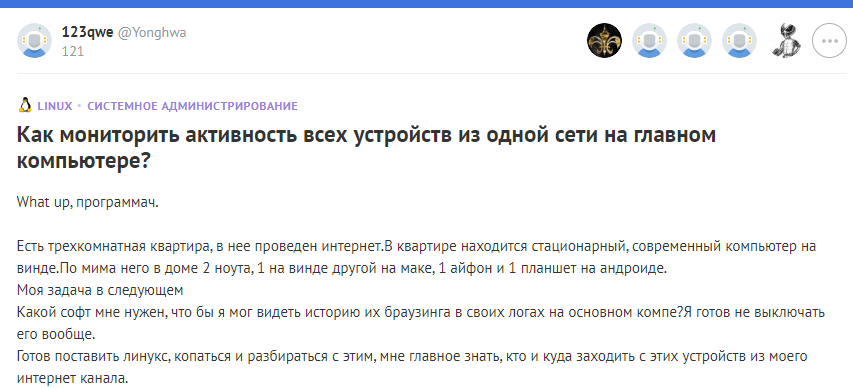 123qwe @Yonghwa
121
LINUX • СИСТЕМНОЕ АДМИНИСТРИРОВАНИЕ
Как мониторить активность всех устройств из одной сети на главном
компьютере?
What up, програмач.
Есть трехкомнатная квартира, в нее проведен интернет.В квартире находится стационарный, современный компьютер на
винде.По мима него в доме 2 ноута, 1 на винде другой на маке, 1 айфон и 1 планшет на андроиде.
Моя задача в следующем
Какой софт мне нужен, что бы я мог видеть историю их браузинга в своих логах на основном компе?Я готов не выключать
его вообще.
Готов поставить линукс, копаться и разбираться с этим, мне главное знать, кто и куда заходить с этих устройств из моего
интернет канала.